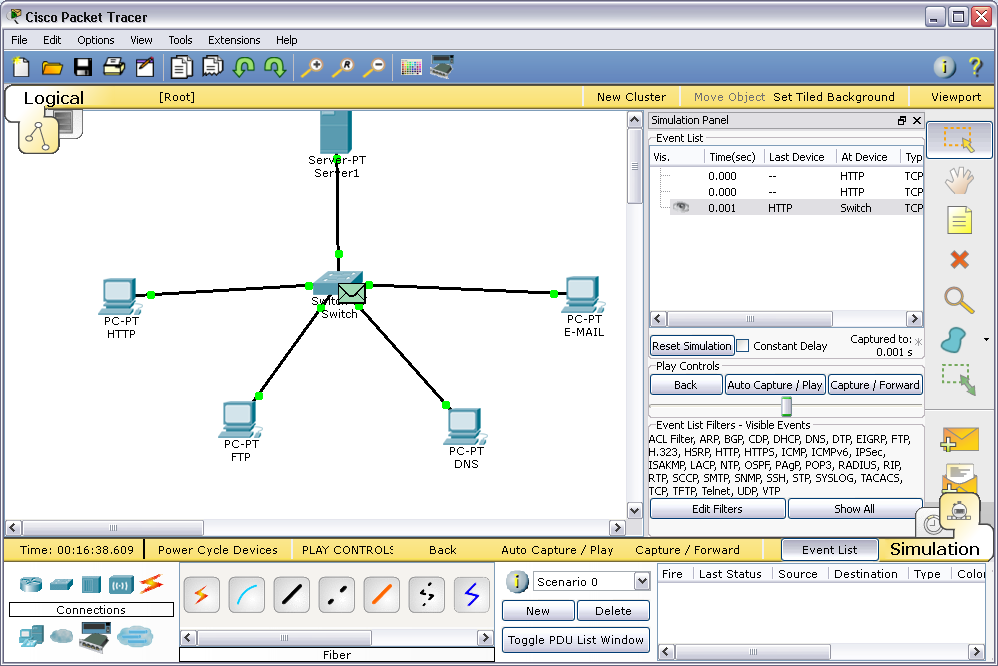 Cisco Packet Tracer
File Edit Options View Tools Extensions Help
Logical [Root] New Cluster Move Object Set Tiled Background Viewport
Server-PT
Server1
PC-PT
HTTP
Switch
PC-PT
E-MAIL
PC-PT
FTP
PC-PT
DNS
Simulation Panel
Event List
Vis. Time(sec) Last Device At Device Typ
0.000 -- HTTP TCP
0.000 -- HTTP TCP
0.001 HTTP Switch TCP
Reset Simulation Constant Delay Captured to: *
0.001 s
Play Controls
Back Auto Capture / Play Capture / Forward
Event List Filters - Visible Events
ACL Filter, ARP, BGP, CDP, DHCP, DNS, DTP, EIGRP, FTP,
H.323, HSRP, HTTP, HTTPS, ICMP, ICMPv6, IPSec,
ISAKMP, LACP, NTP, OSPF, PAgP, POP3, RADIUS, RIP,
RTP, SCCP, SMTP, SNMP, SSH, STP, SYSLOG, TACACS,
TCP, TFTP, Telnet, UDP, VTP
Edit Filters Show All
Time: 00:16:38.609 Power Cycle Devices PLAY CONTROLS Back Auto Capture / Play Capture / Forward Event List Simulation
Connections
Fiber
Scenario 0
New Delete
Toggle PDU List Window
Fire Last Status Source Destination Type Color